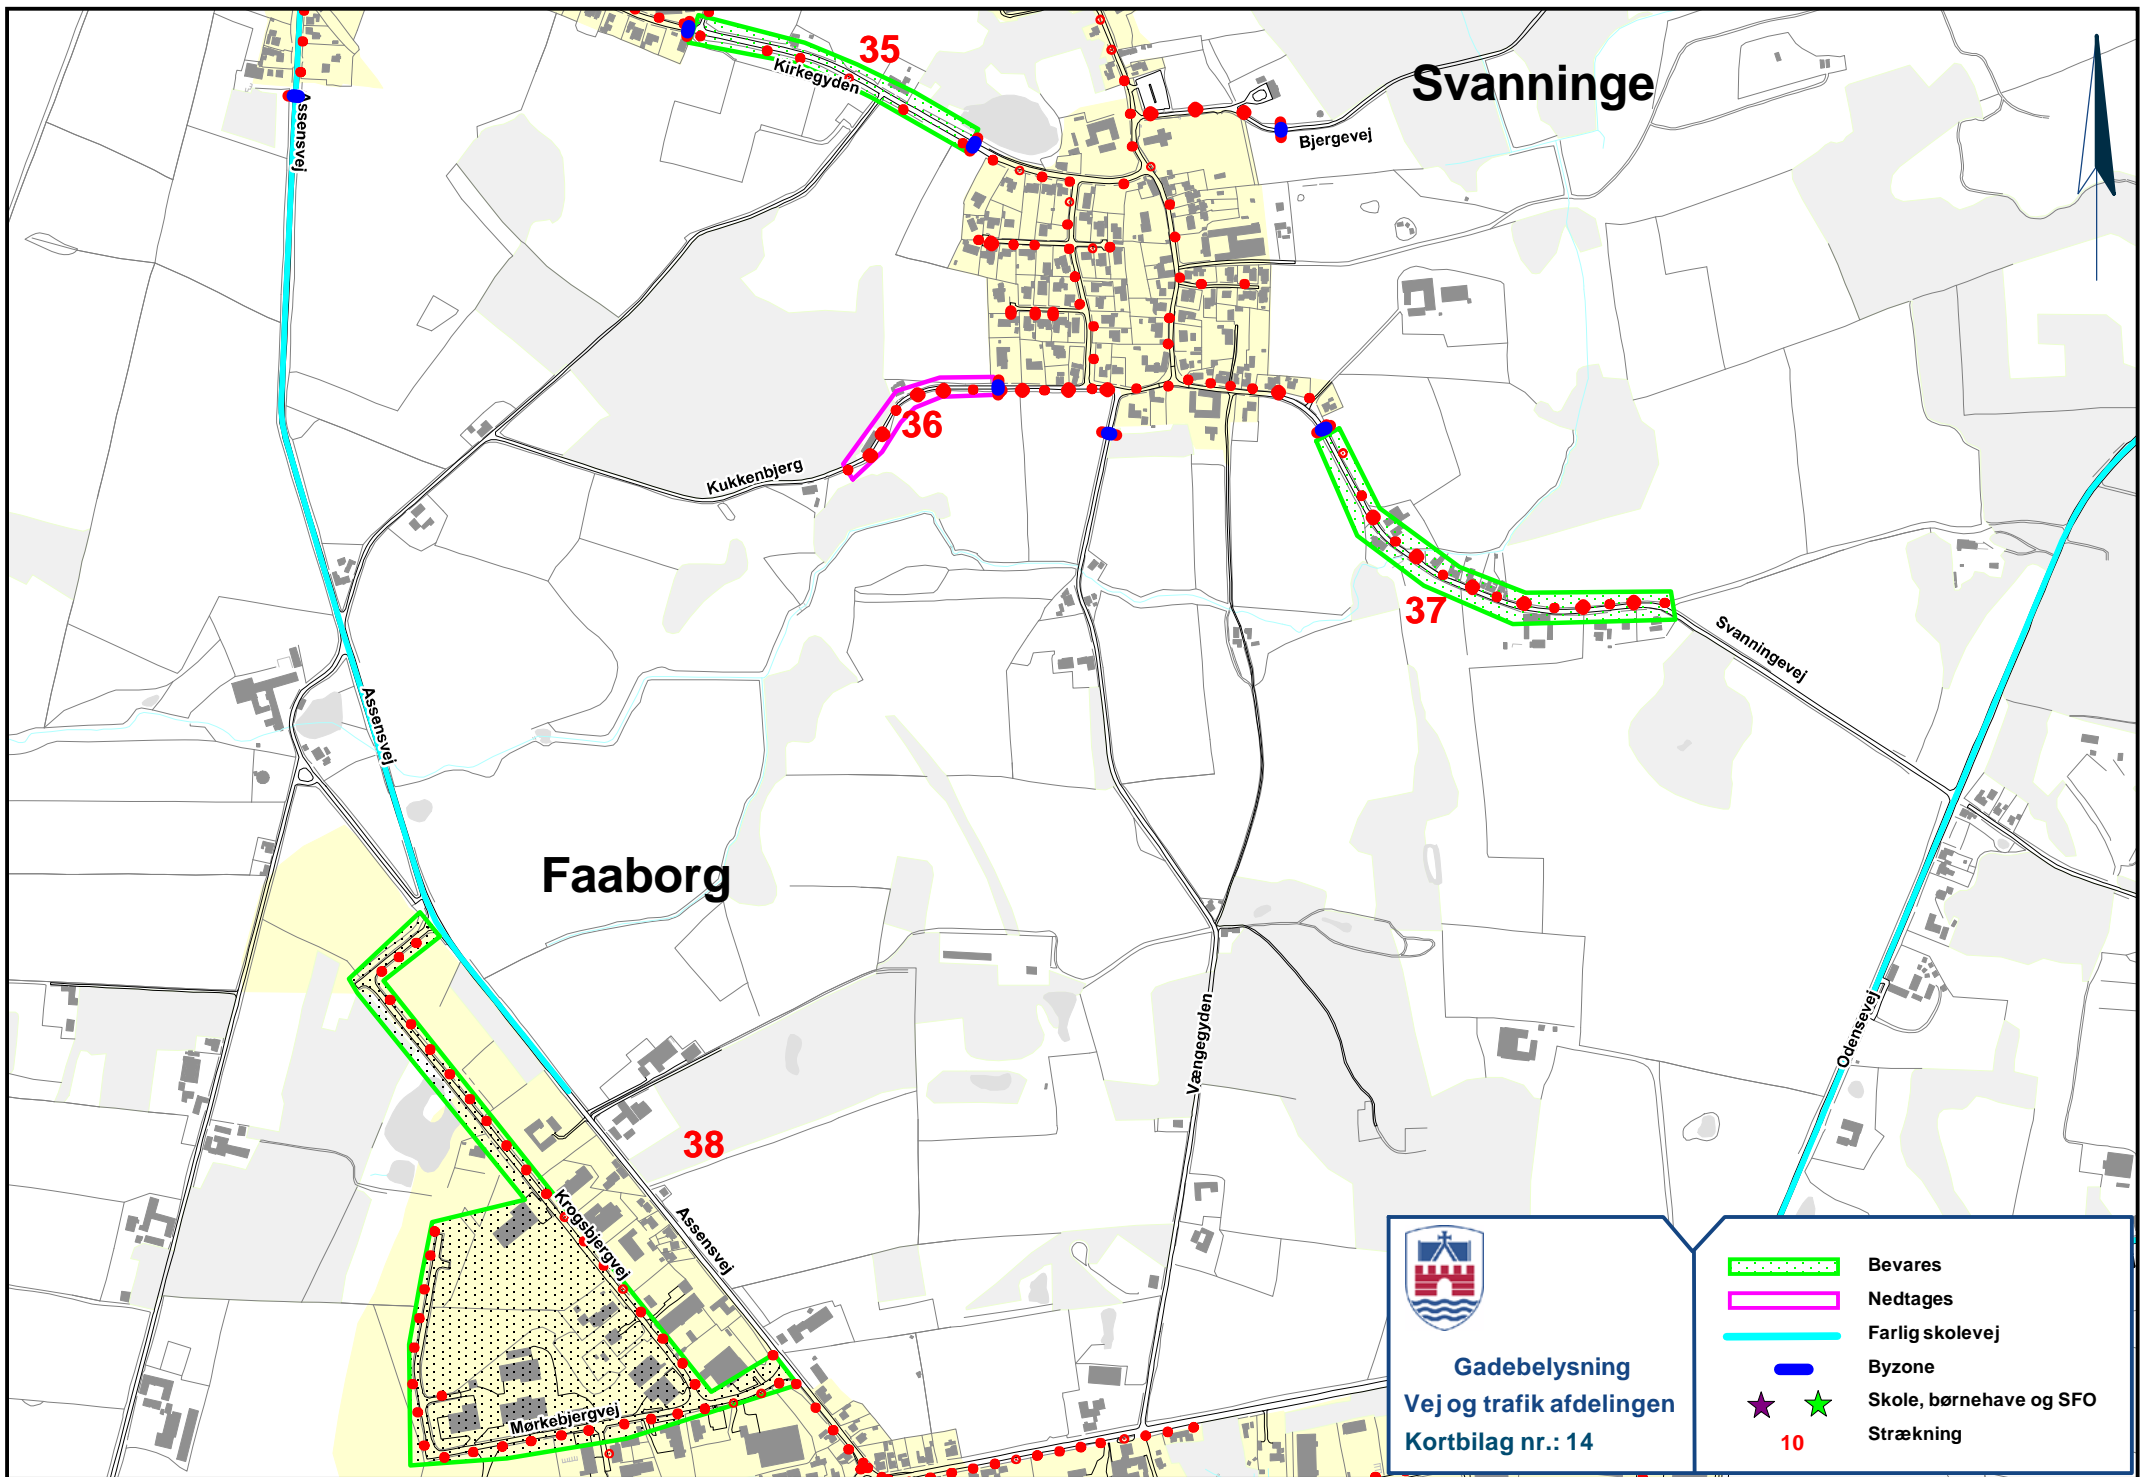 35
Svanninge
Kirkegyden
Assensvej
Bjergevej
36
Kukkenbjerg
37
Svanningevej
Assensvej
Faaborg
Odensevej
Vængegyden
38
Krogsbjergvej
Assensvej
Mørkebjergvej
Gadebelysning
Vej og trafik afdelingen
Kortbilag nr.: 14
Bevares
Nedtages
Farlig skolevej
Byzone
Skole, børnehave og SFO
10 Strækning